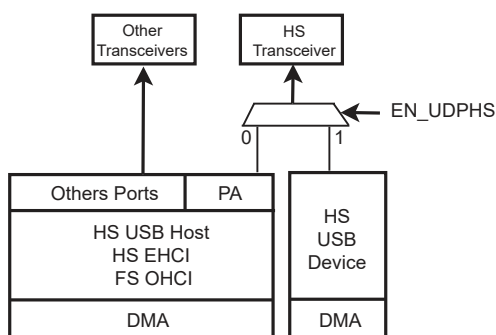 Other
Transceivers
HS
Transceiver
EN_UDPHS
0
1
Others Ports
PA
HS USB Host
HS EHCI
FS OHCI
DMA
HS
USB
Device
DMA